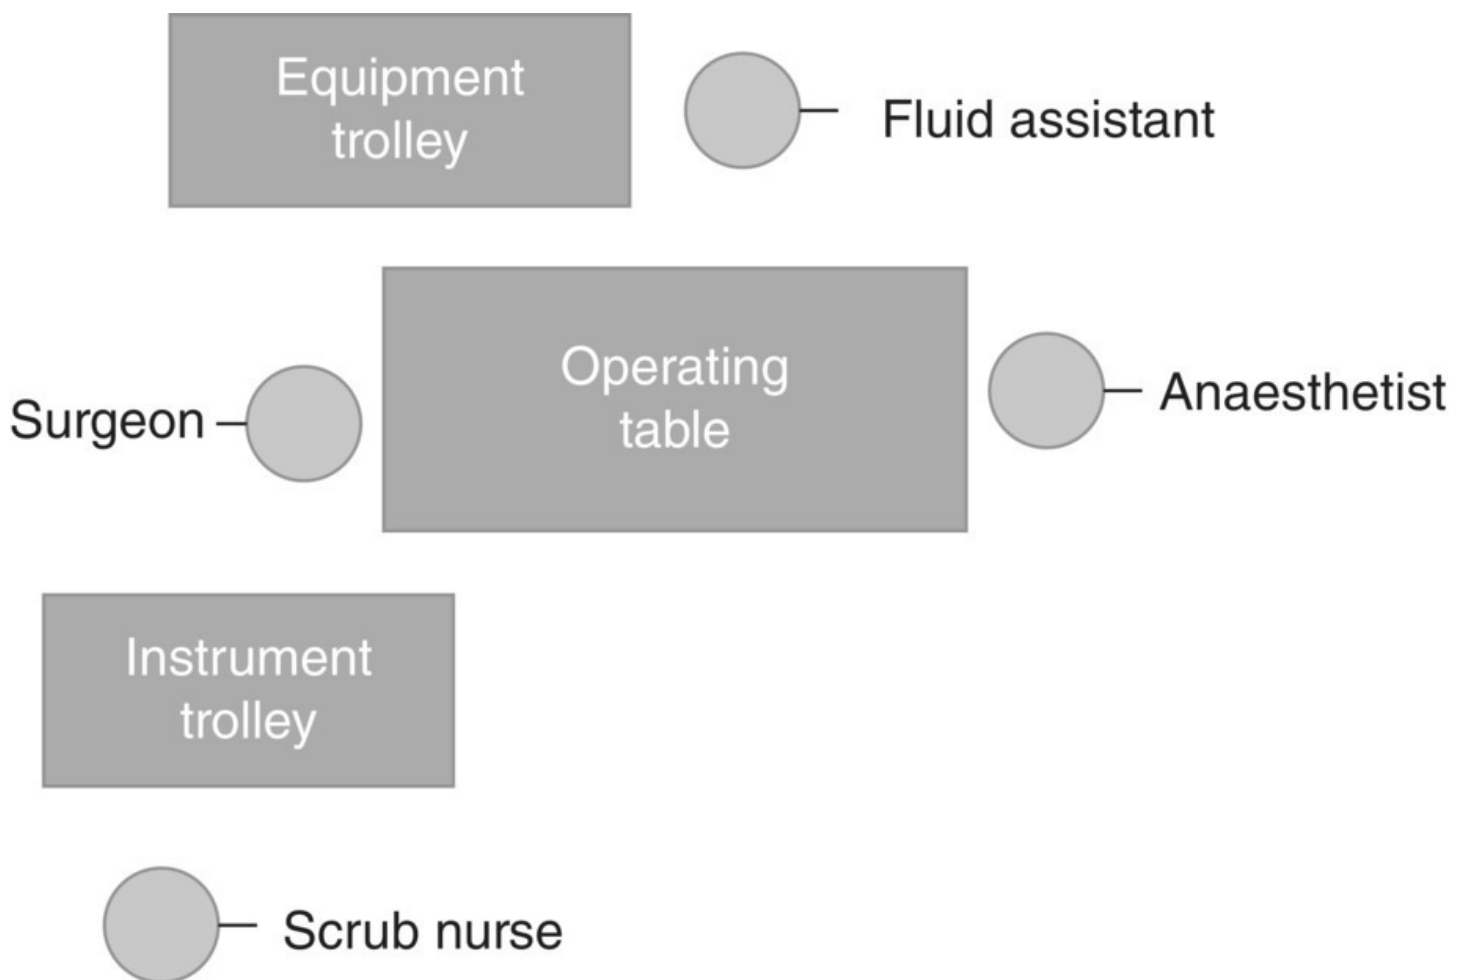 Equipment
trolley
Fluid assistant
Operating
table
Surgeon
Anaesthetist
Instrument
trolley
Scrub nurse